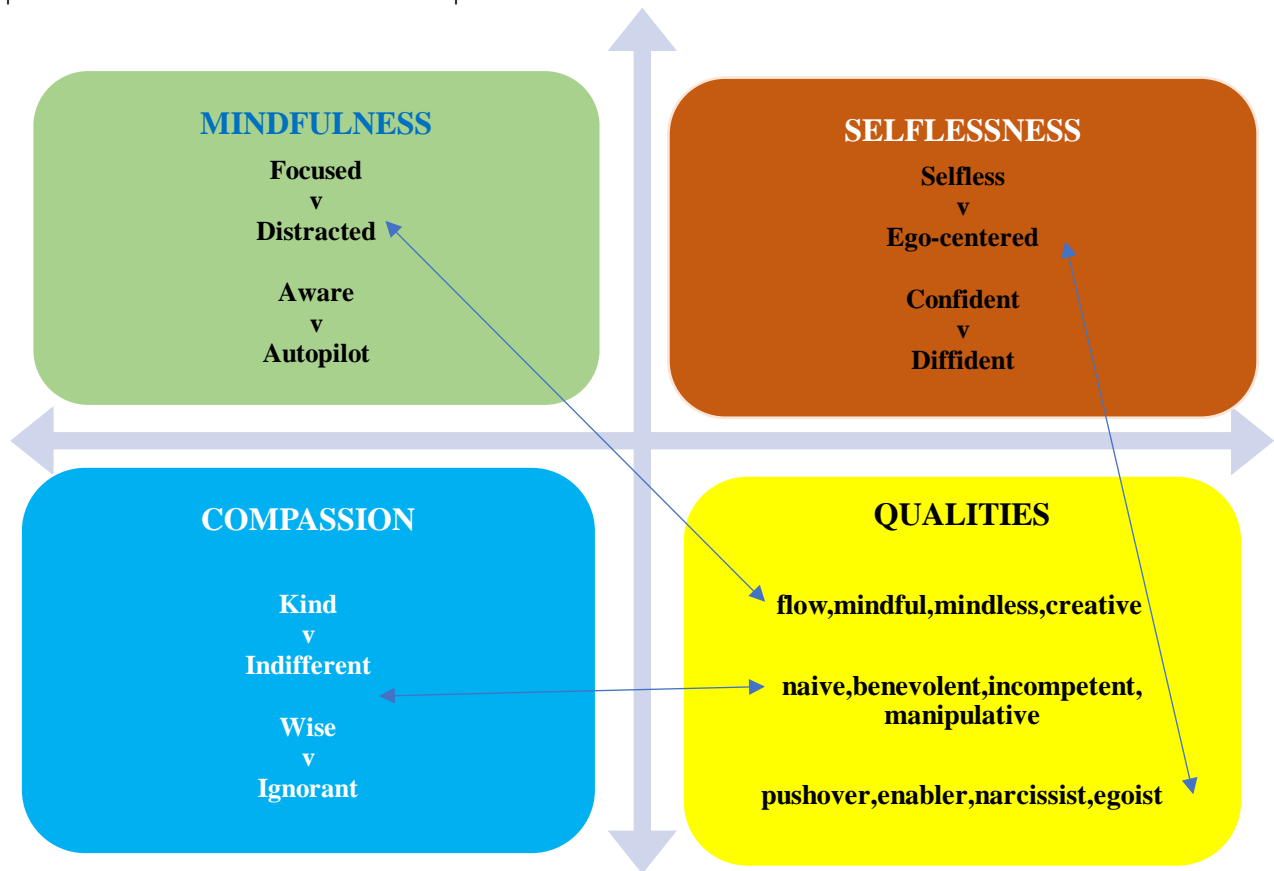 MINDFULNESS
Focused
v
Distracted
Aware
v
Autopilot
SELFLESSNESS
Selfless
v
Ego-centered
Confident
v
Diffident
COMPASSION
Kind
v
Indifferent
Wise
v
Ignorant
QUALITIES
flow,mindful,mindless,creative
naive,benevolent,incompetent,
manipulative
pushover,enabler,narcissist,egoist